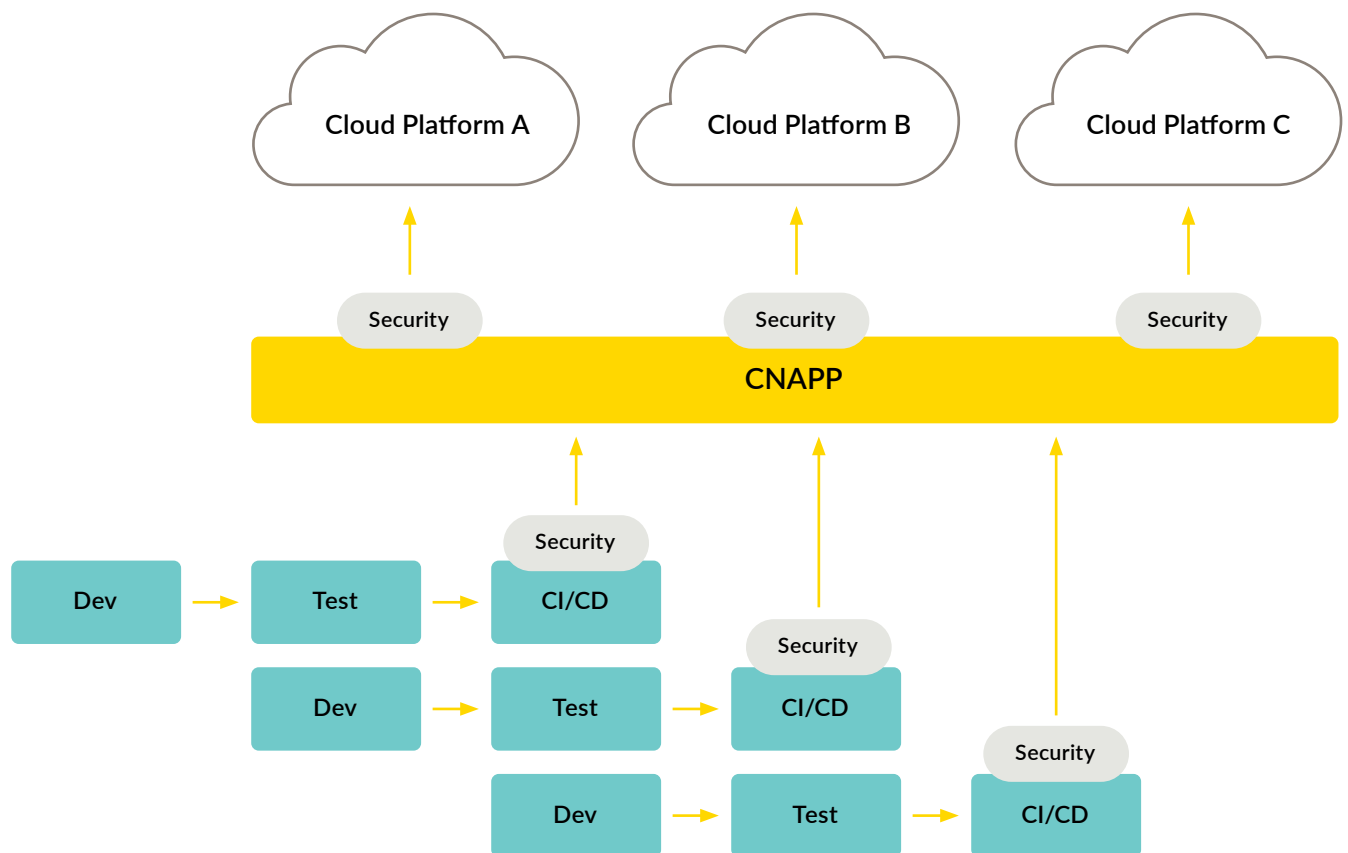 Cloud Platform A
Cloud Platform B
Cloud Platform C
Security
Security
Security
CNAPP
Security
Dev
Test
CI/CD
Security
Dev
Test
CI/CD
Security
Dev
Test
CI/CD